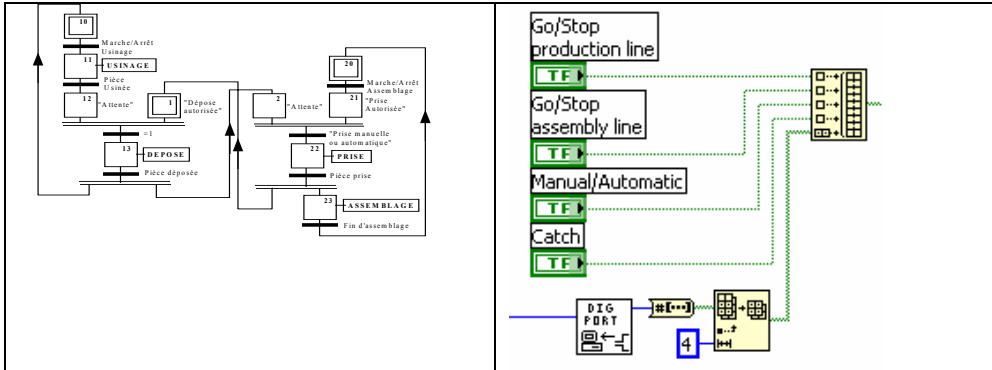 10
Marche/Arrêt
Usinage
11
USINAGE
Pièce
Usinée
12
"Attente"
1
"Dépose
autorisée"
=1
13
DEPOSE
Pièce déposée
20
Marche/Arrêt
Assemblage
2
"Attente"
21
"Prise
Autorisée"
"Prise manuelle
ou automatique"
22
PRISE
Pièce prise
23
ASSEMBLAGE
Fin d'assemblage
Go/Stop
production line
TF
Go/Stop
assembly line
TF
Manual/Automatic
TF
Catch
TF
DIG
PORT
#[···]
4